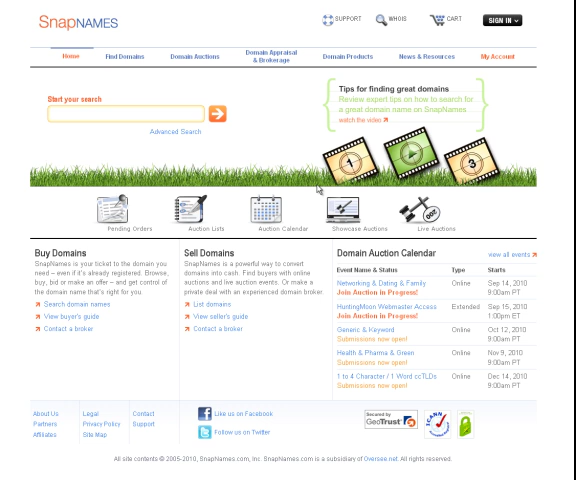 SnapNAMES
SUPPORT
WHOIS
CART
SIGN IN
Home
Find Domains
Domain Auctions
Domain Appraisal
& Brokerage
Domain Products
News & Resources
My Account
Start your search
Advanced Search
Tips for finding great domains
Review expert tips on how to search for
a great domain name on SnapNames
watch the video
1
3
Pending Orders
Auction Lists
Auction Calendar
Showcase Auctions
Live Auctions
Buy Domains
SnapNames is your ticket to the domain you
need – even if it's already registered. Browse,
buy, bid or make an offer – and get control of
the domain name that's right for you.
Search domain names
View buyer's guide
Contact a broker
Sell Domains
SnapNames is a powerful way to convert
domains into cash. Find buyers with online
auctions and live auction events. Or make a
private deal with an experienced domain broker.
List domains
View seller's guide
Contact a broker
Domain Auction Calendar
view all events
Event Name & Status Type Starts
Networking & Dating & Family Online Sep 14, 2010
Join Auction in Progress! 9:00am PT
HuntingMoon Webmaster Access Extended Sep 15, 2010
Join Auction in Progress! 1:00pm ET
Generic & Keyword Online Oct 12, 2010
Submissions now open! 9:00am PT
Health & Pharma & Green Online Nov 9, 2010
Submissions now open! 9:00am PT
1 to 4 Character / 1 Word ccTLDs Online Dec 14, 2010
Submissions now open! 9:00am PT
About Us
Partners
Affiliates
Legal
Privacy Policy
Site Map
Contact
Support
Like us on Facebook
Follow us on Twitter
Secured by
GeoTrust
ICANN
All site contents © 2005-2010, SnapNames.com, Inc. SnapNames.com is a subsidiary of Oversee.net. All rights reserved.